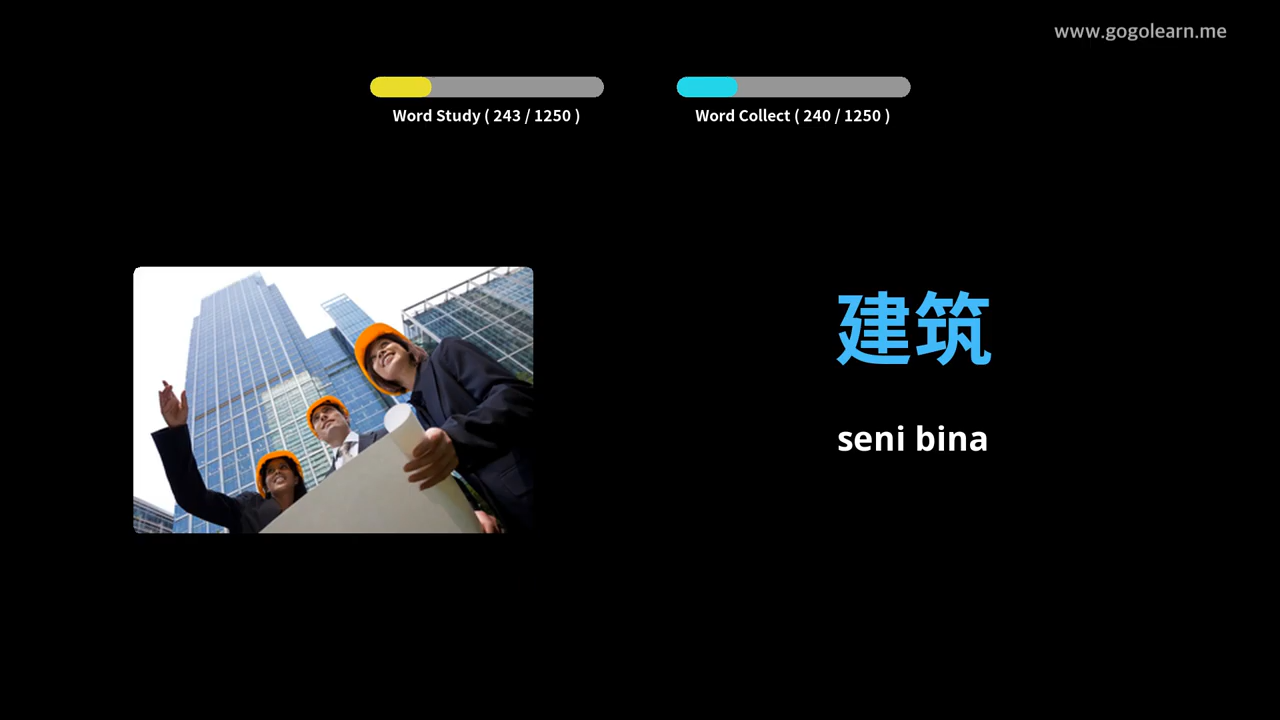 www.gogolearn.me
Word Study ( 243 / 1250 )
Word Collect ( 240 / 1250 )
建筑
seni bina